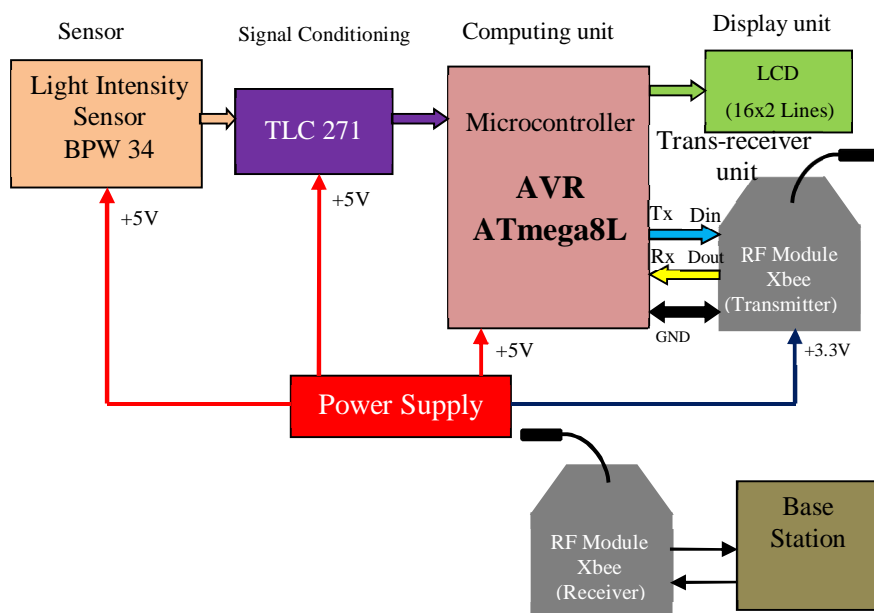 Sensor
Signal Conditioning
Computing unit
Display unit
Light Intensity
Sensor
BPW 34
TLC 271
Microcontroller
AVR
ATmega8L
LCD
(16x2 Lines)
Trans-receiver
unit
Tx
Din
Rx
Dout
GND
RF Module
Xbee
(Transmitter)
+5V
+5V
+5V
+3.3V
Power Supply
RF Module
Xbee
(Receiver)
Base
Station